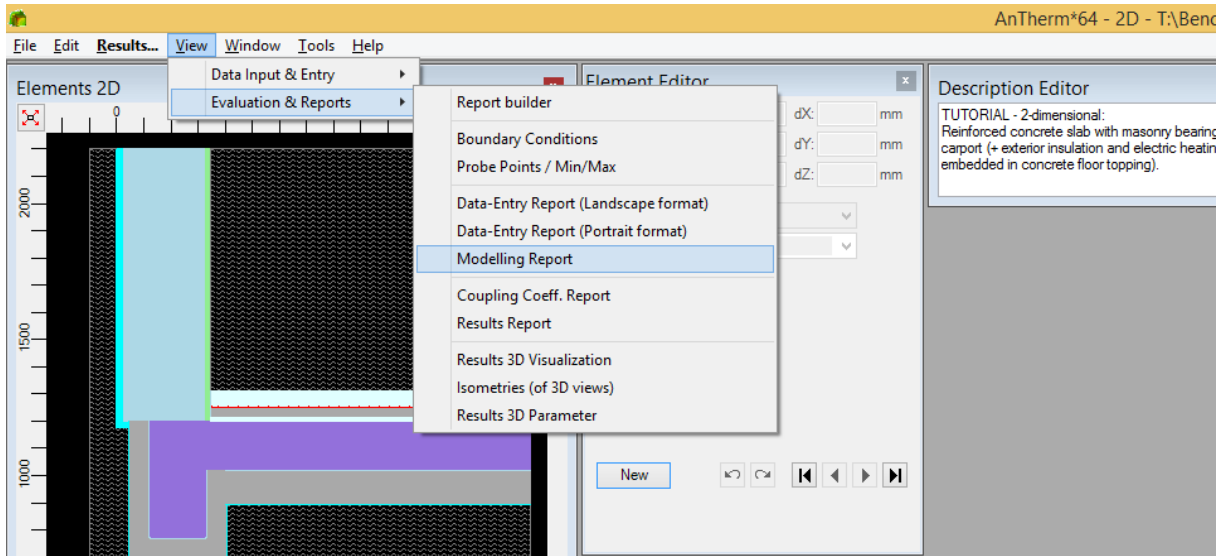 AnTherm*64 - 2D - T:\Benc
File Edit Results... View Window Tools Help
Elements 2D
0
2000
1500
1000
Data Input & Entry
Evaluation & Reports
Report builder
Boundary Conditions
Probe Points / Min/Max
Data-Entry Report (Landscape format)
Data-Entry Report (Portrait format)
Modelling Report
Coupling Coeff. Report
Results Report
Results 3D Visualization
Isometries (of 3D views)
Results 3D Parameter
Element Editor
dX: mm
dY: mm
dZ: mm
New
Description Editor
TUTORIAL - 2-dimensional:
Reinforced concrete slab with masonry bearing
carport (+ exterior insulation and electric heatin
embedded in concrete floor topping).